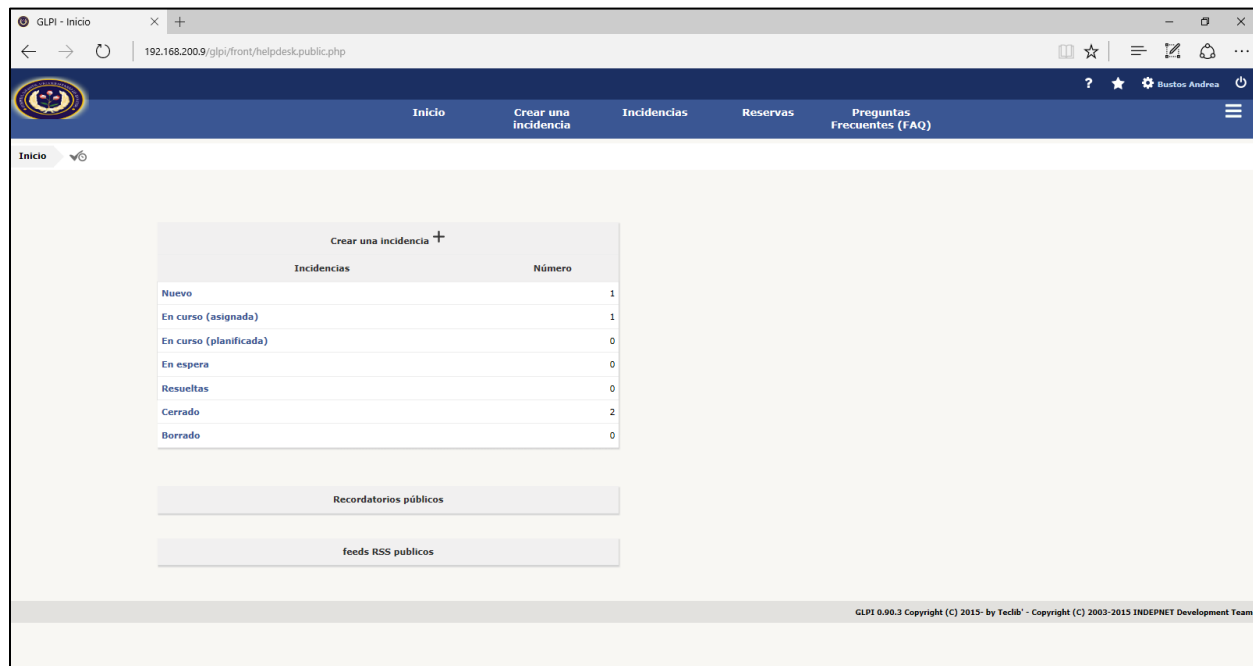 GLPI - Inicio
192.168.200.9/glpi/front/helpdesk.public.php
? Bustos Andrea
Inicio
Crear una
incidencia
Incidencias
Reservas
Preguntas
Frecuentes (FAQ)
Inicio
Crear una incidencia +
Incidencias Número
Nuevo 1
En curso (asignada) 1
En curso (planificada) 0
En espera 0
Resueltas 0
Cerrado 2
Borrado 0
Recordatorios públicos
feeds RSS publicos
GLPI 0.90.3 Copyright (C) 2015- by Teclib' - Copyright (C) 2003-2015 INDEPNET Development Team